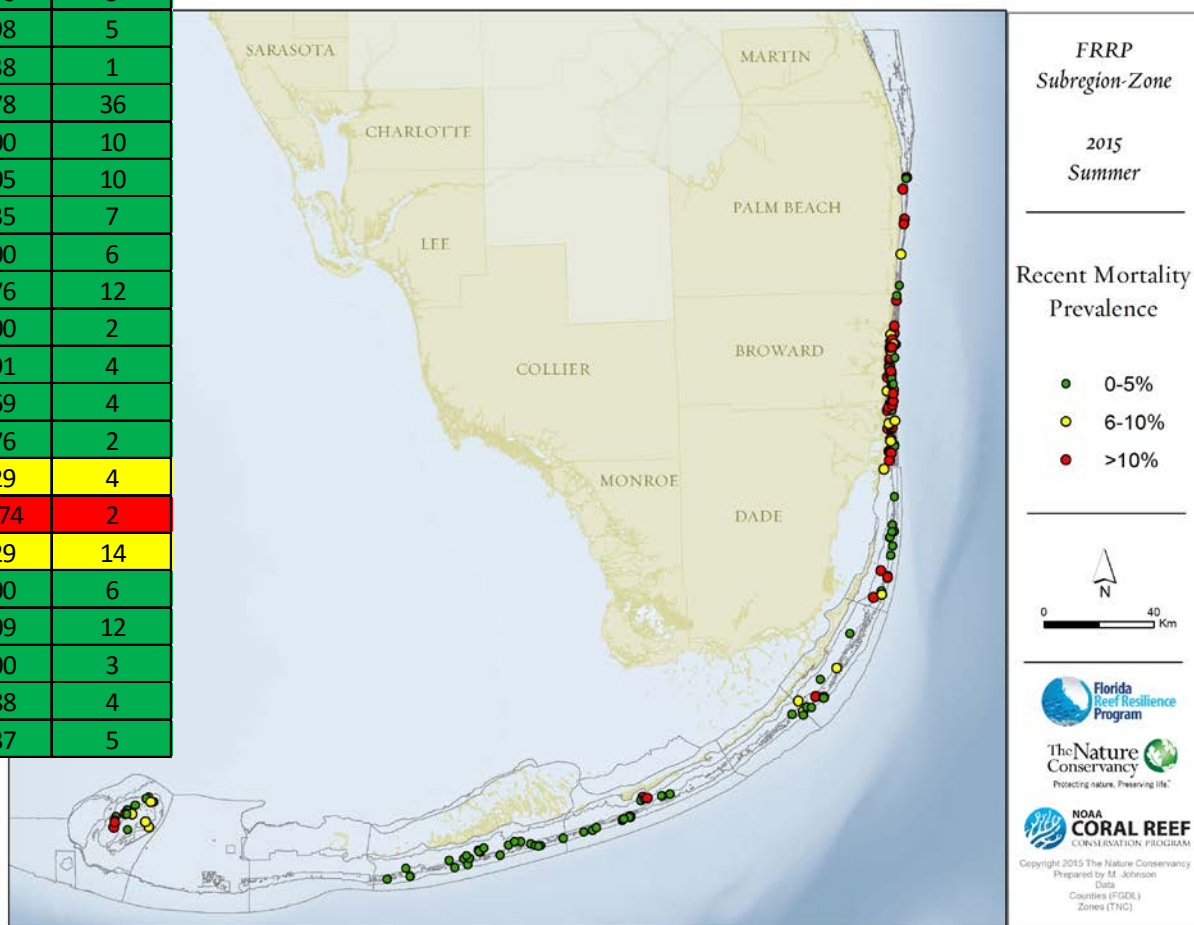 5
1
36
10
10
7
6
12
2
4
4
2
4
74 2
14
6
12
3
4
5
SARASOTA
MARTIN
CHARLOTTE
PALM BEACH
LEE
BROWARD
COLLIER
MONROE
DADE
FRRP
Subregion-Zone
2015
Summer
Recent Mortality
Prevalence
0-5%
6-10%
>10%
N
0 40
Km
Florida
Reef Resilience
Program
The Nature
Conservancy
Protecting nature. Preserving life.
NOAA
CORAL REEF
CONSERVATION PROGRAM
Copyright 2015 The Nature Conservancy
Prepared by M. Johnson
Data
Counties (FGDL)
Zones (TNC)